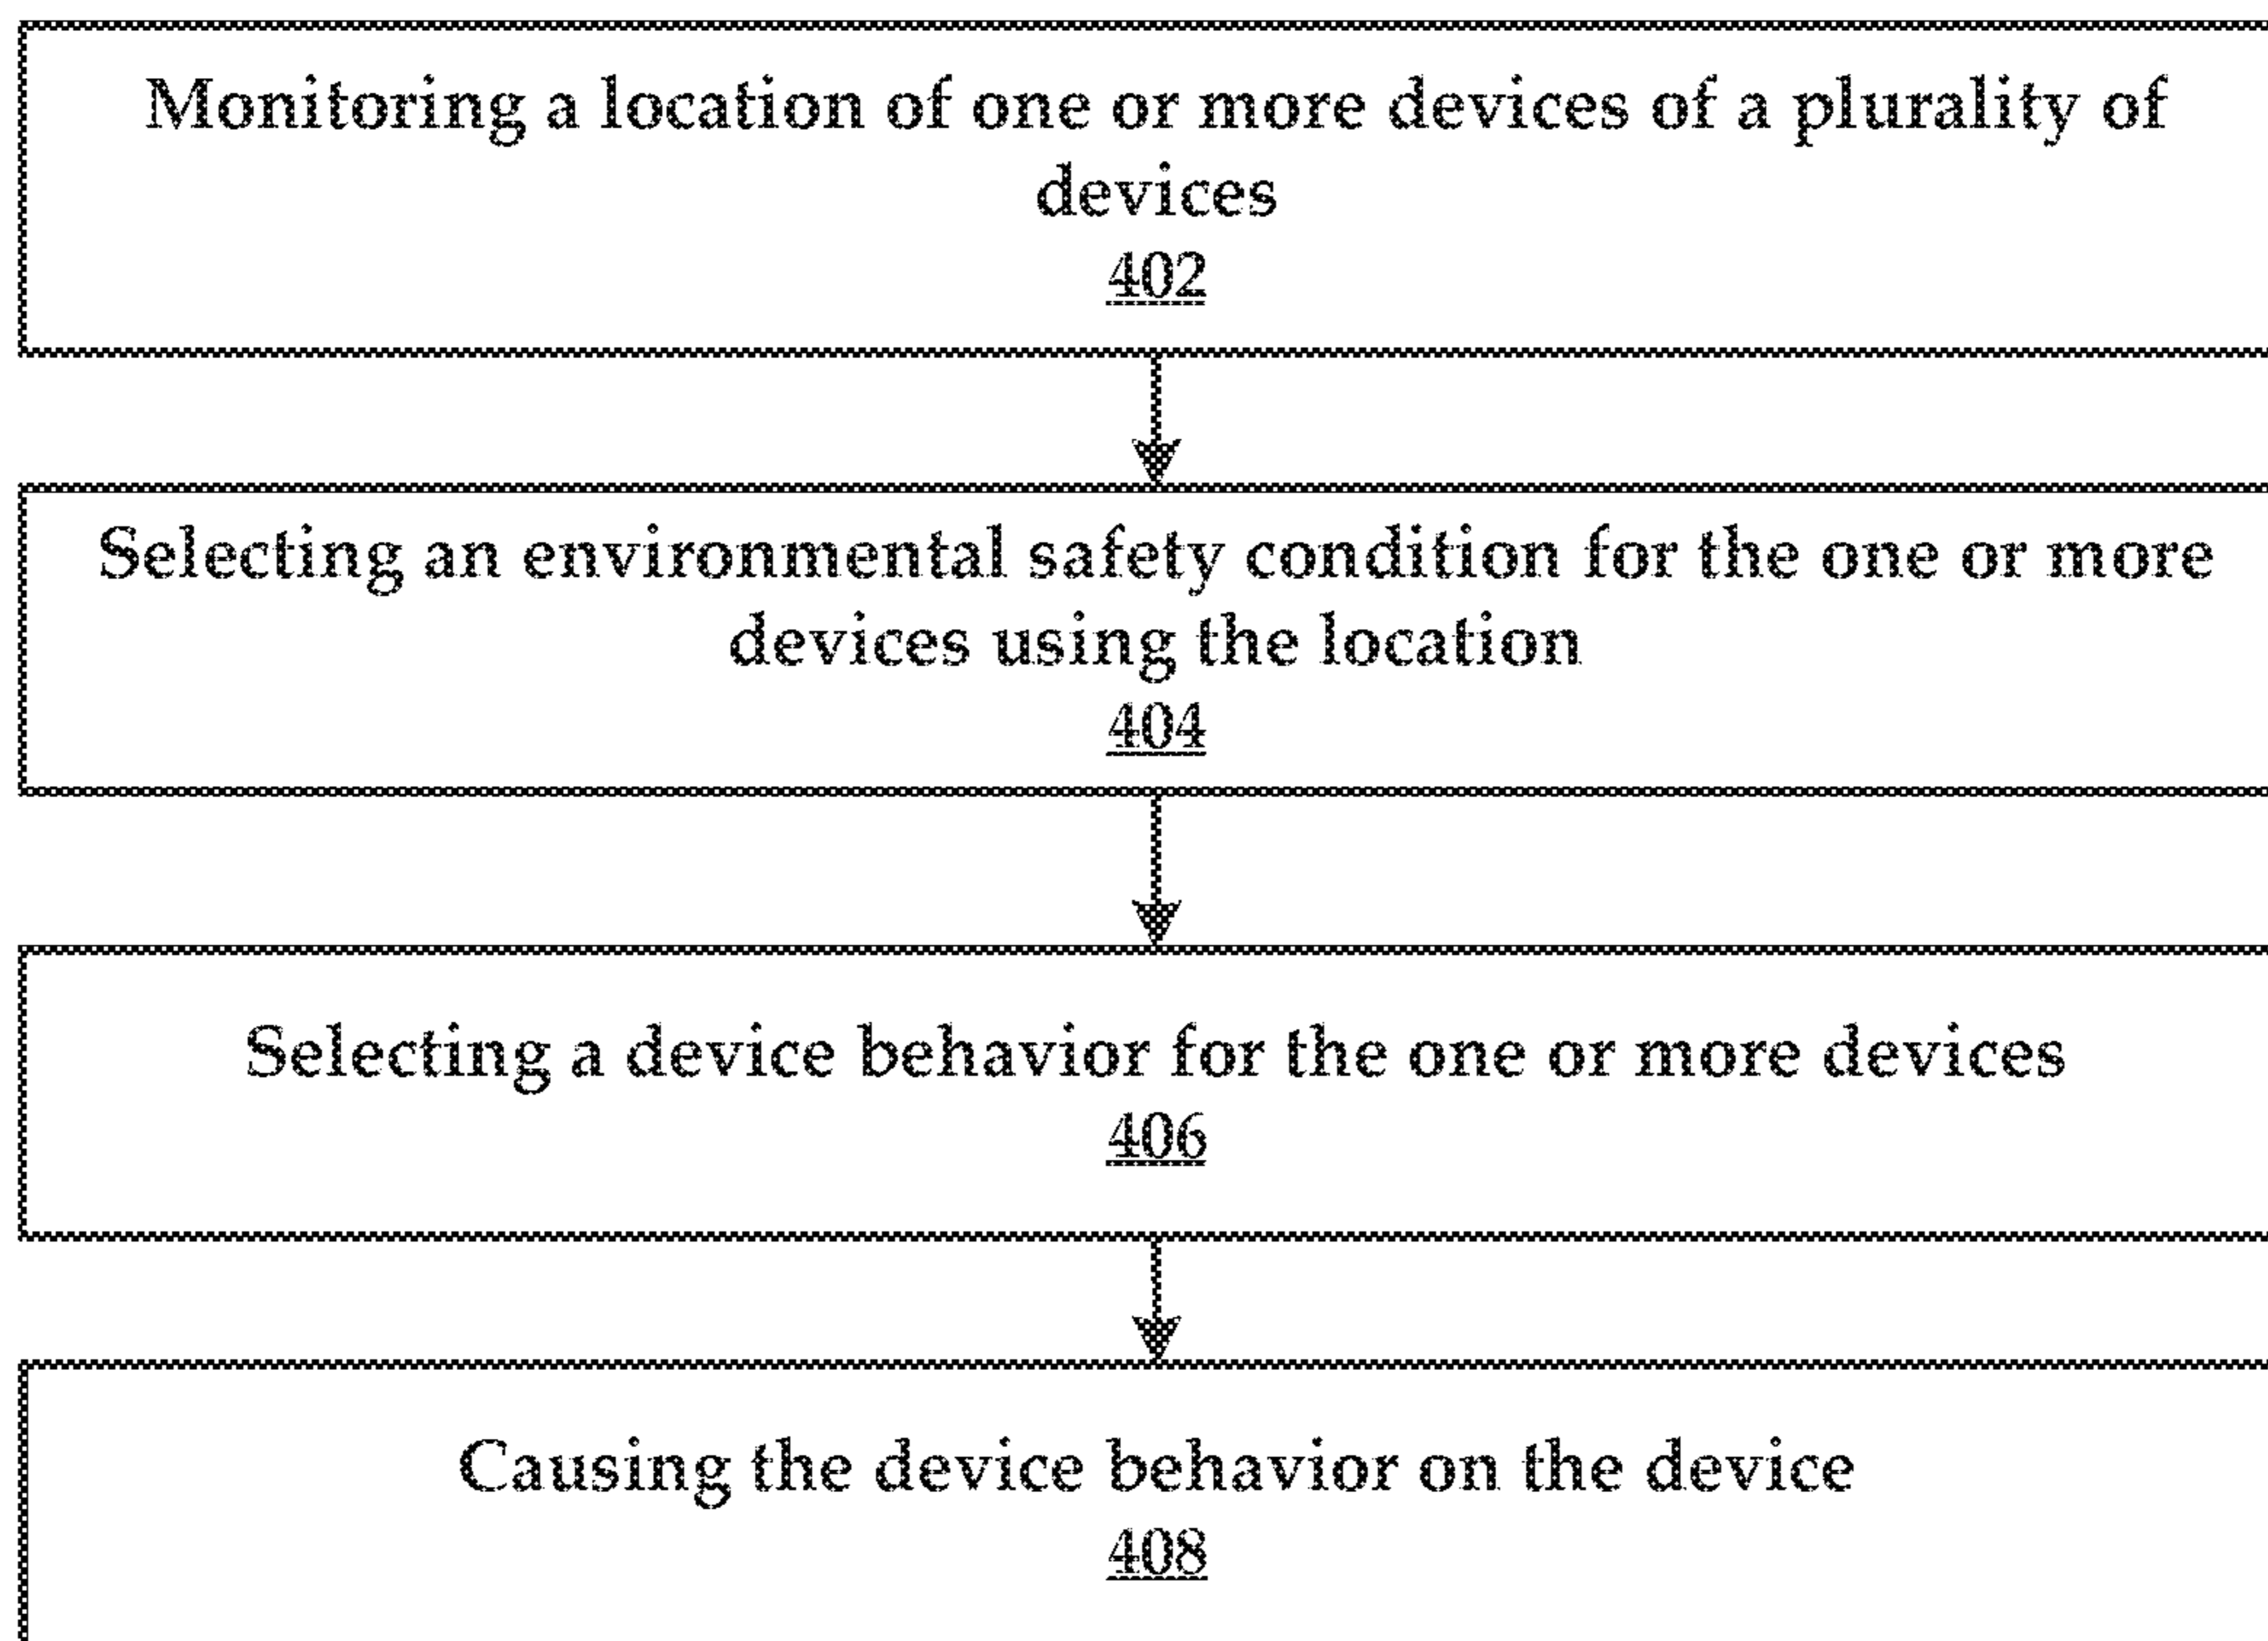 Monitoring a location of one or more devices of a plurality of
devices
402
Selecting an environmental safety condition for the one or more
devices using the location
404
Selecting a device behavior for the one or more devices
406
Causing the device behavior on the device
408